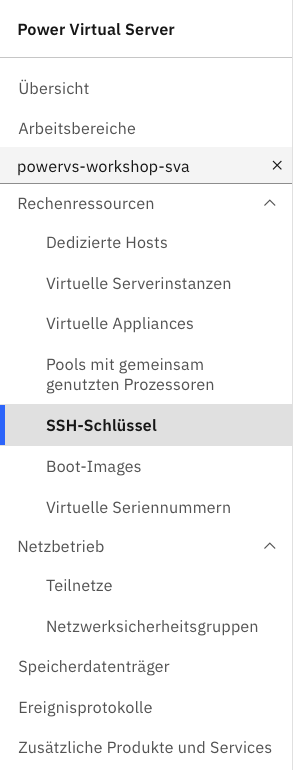 Power Virtual Server
Übersicht
Arbeitsbereiche
powervs-workshop-sva
Rechenressourcen
Dedizierte Hosts
Virtuelle Serverinstanzen
Virtuelle Appliances
Pools mit gemeinsam
genutzten Prozessoren
SSH-Schlüssel
Boot-Images
Virtuelle Seriennummern
Netzbetrieb
Teilnetze
Netzwerksicherheitsgruppen
Speicherdatenträger
Ereignisprotokolle
Zusätzliche Produkte und Services